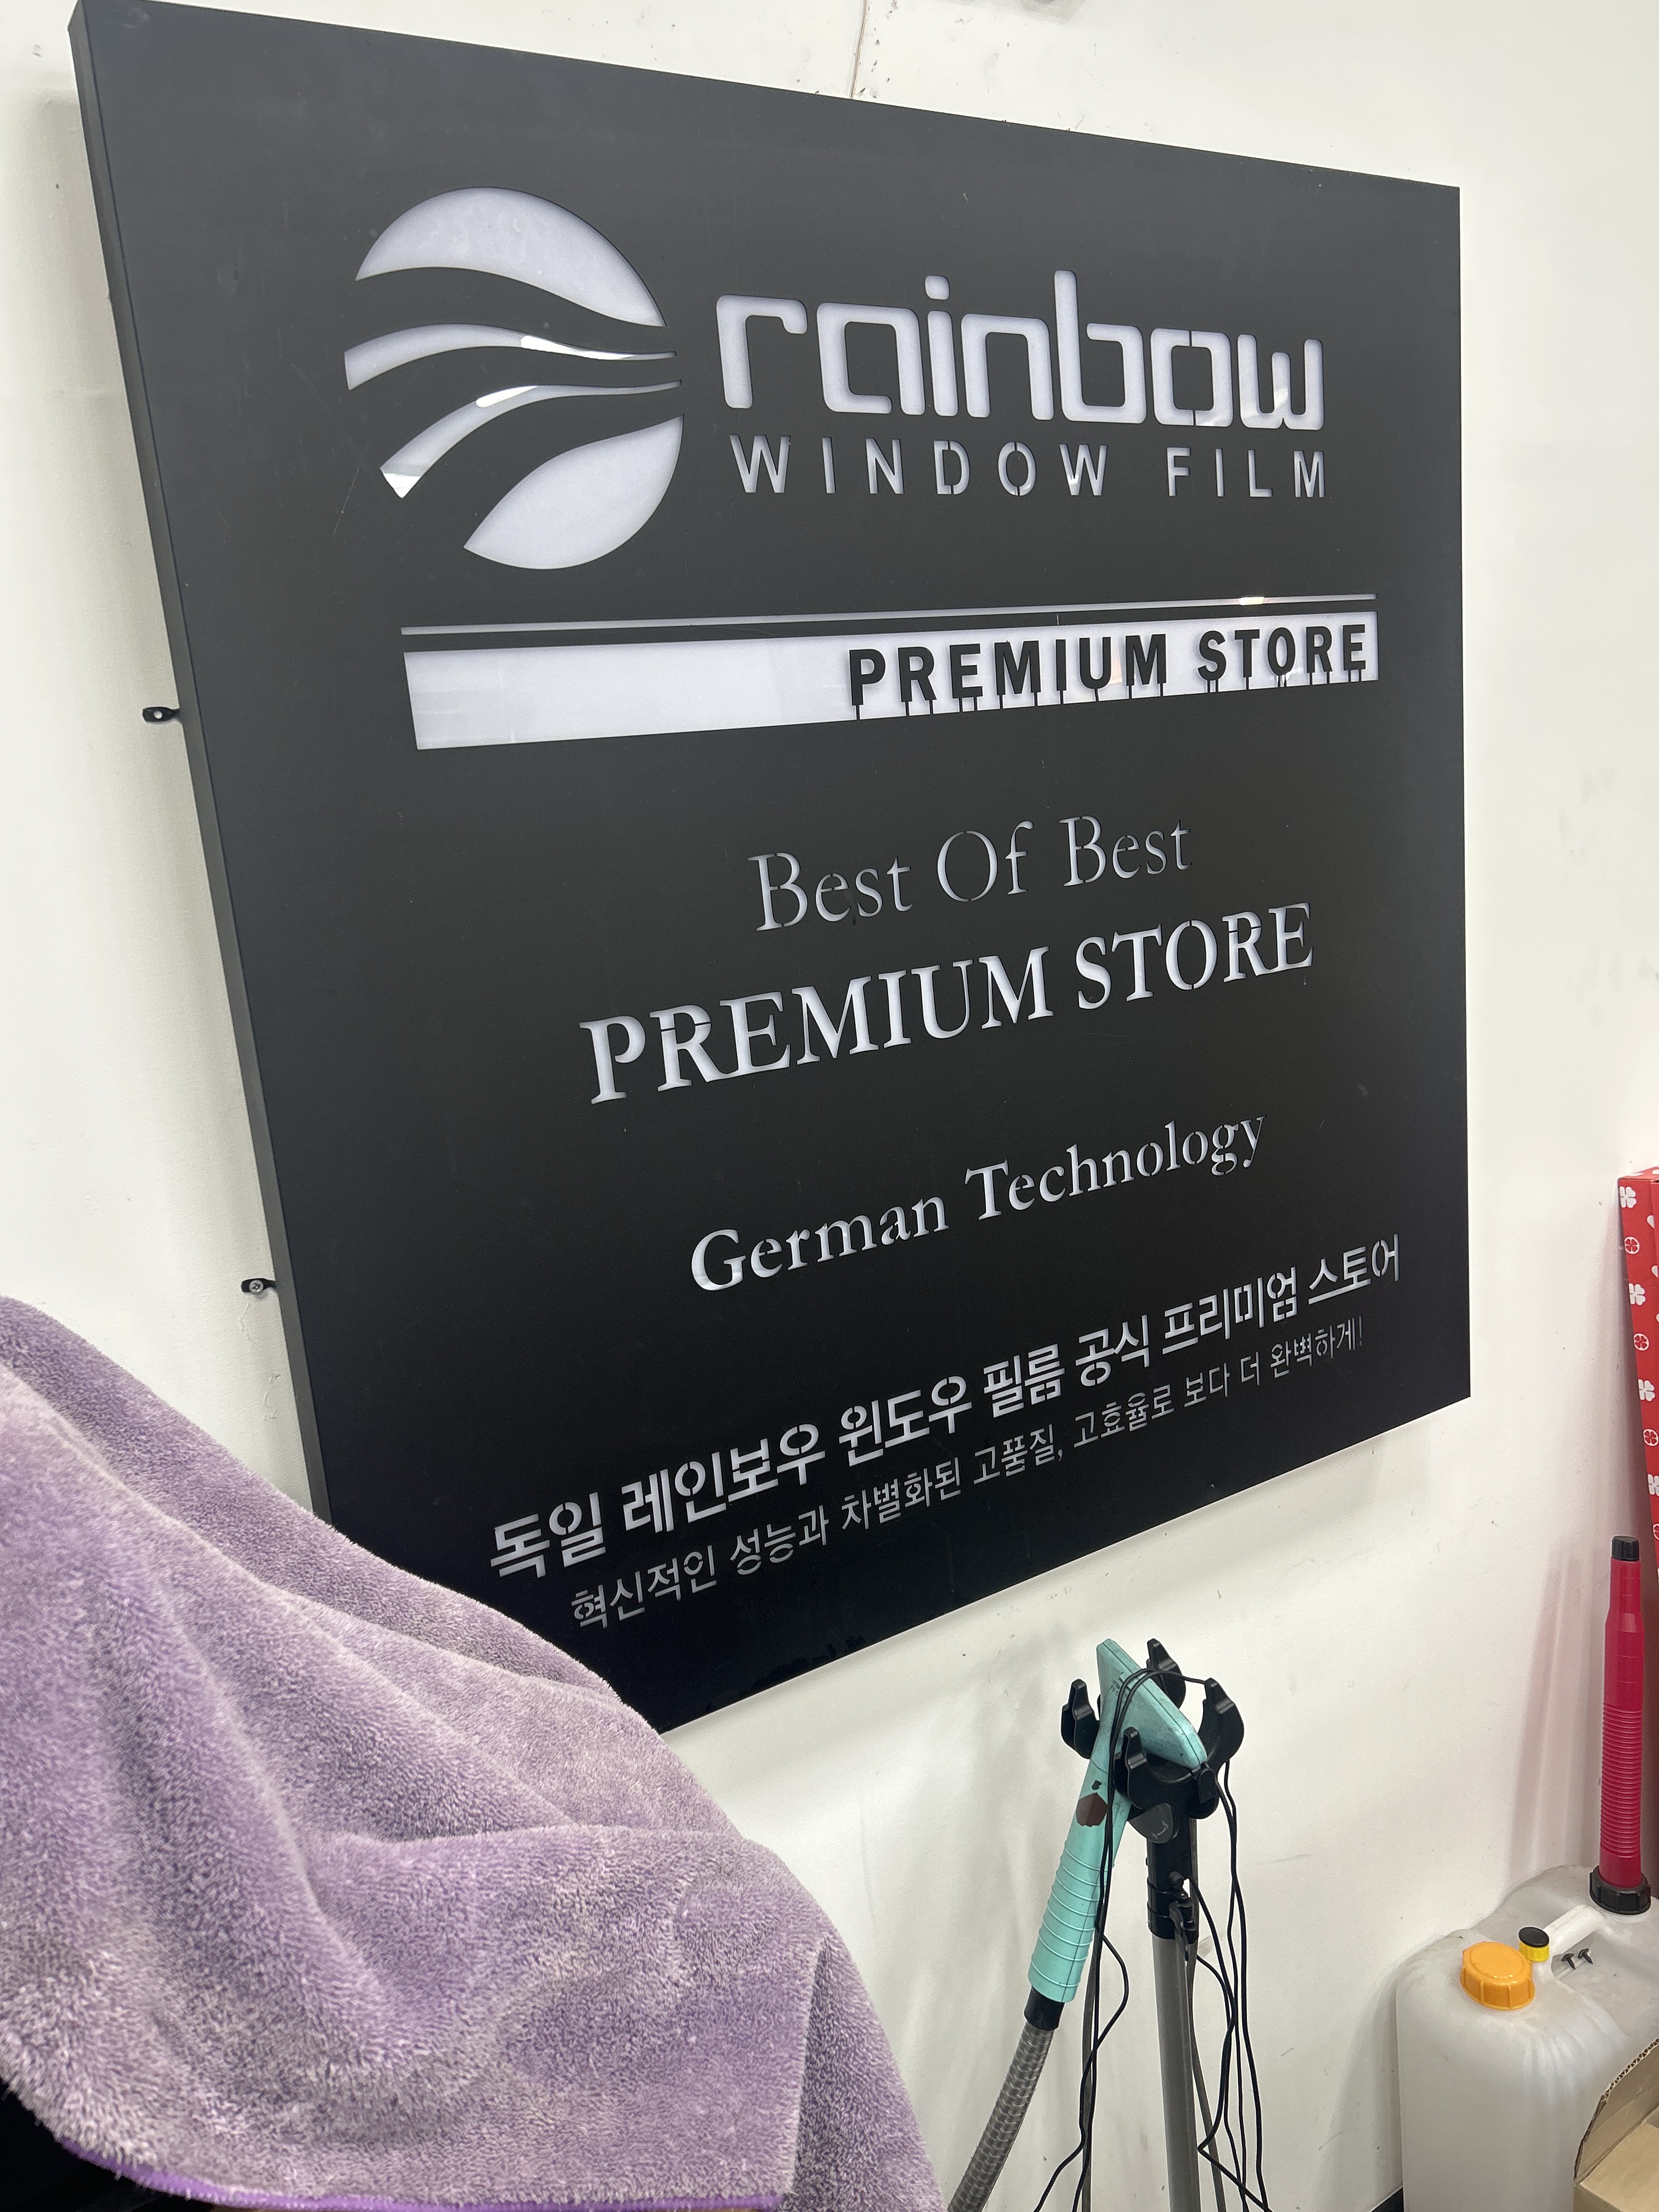 rainbow
WINDOW FILM
PREMIUM STORE
Best Of Best
PREMIUM STORE
German Technology
독일 레인보우 윈도우 필름 공식 프리미엄 스토어
혁신적인 성능과 차별화된 고품질, 고효율로 보다 더 완벽하게!